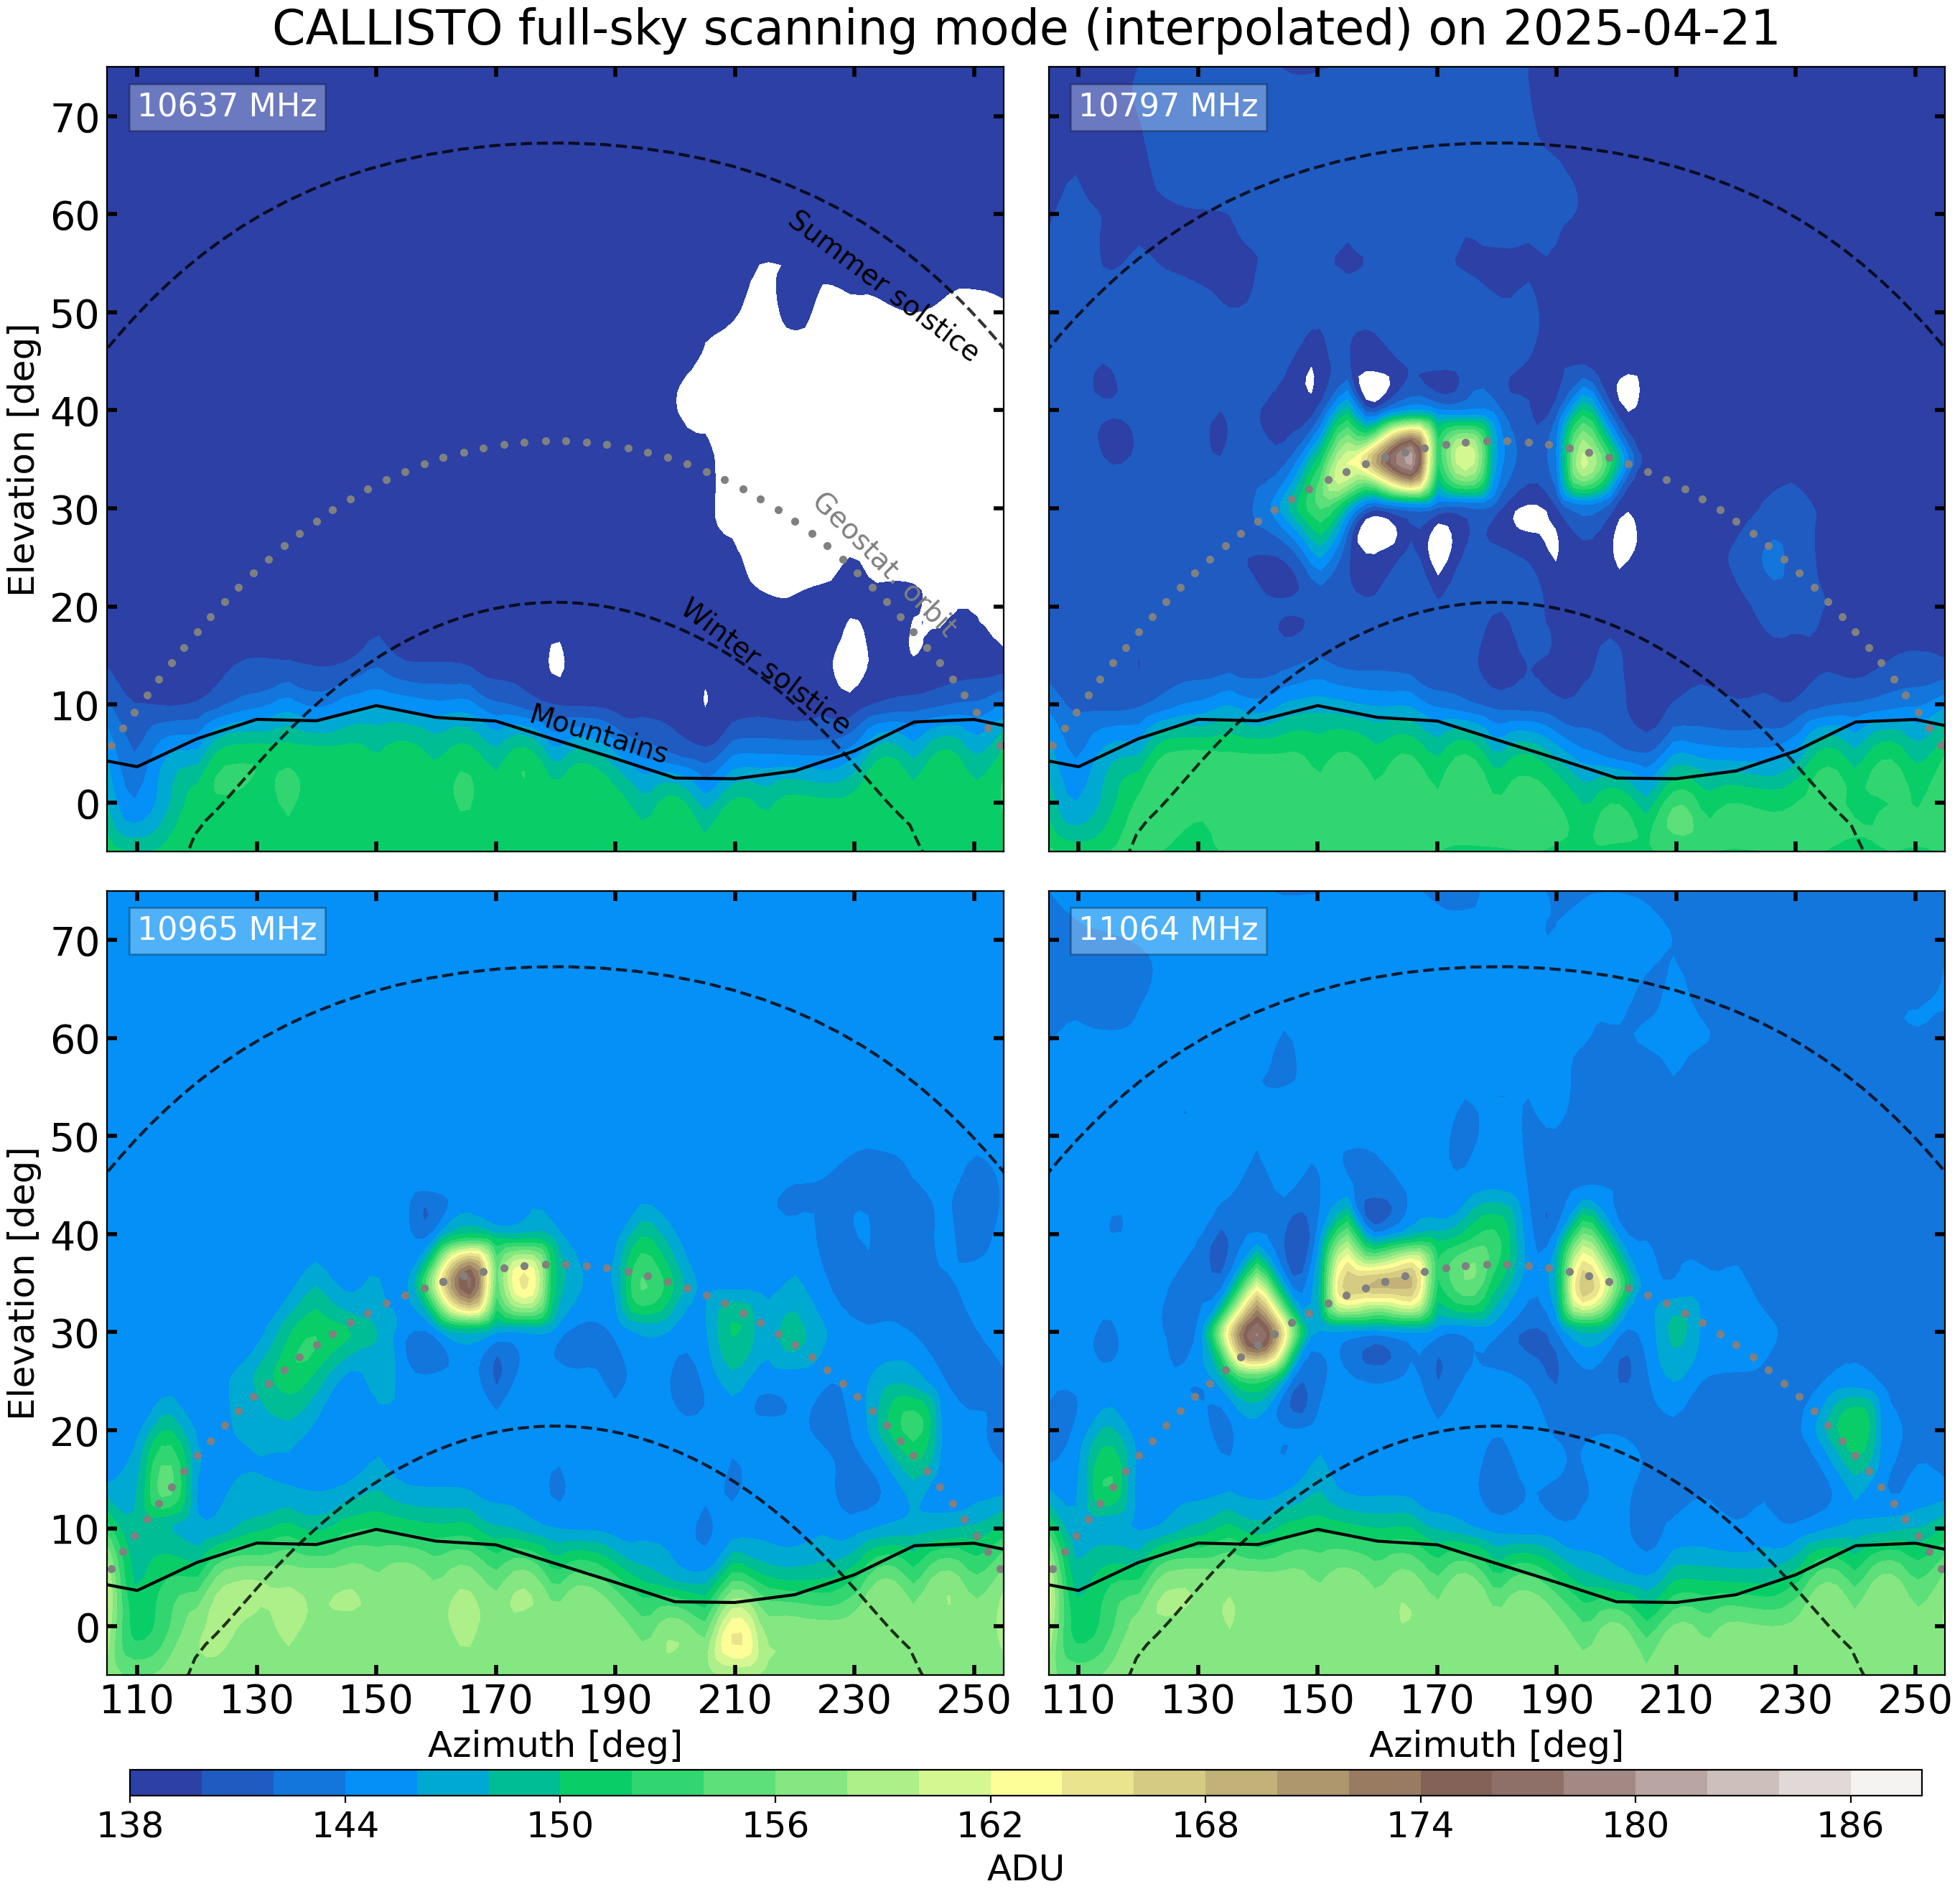 CALLISTO full-sky scanning mode (interpolated) on 2025-04-21
10637 MHz
10797 MHz
Elevation [deg]
70
60
50
40
30
20
10
0
Summer solstice
Geostat. orbit
Winter solstice
Mountains
10965 MHz
11064 MHz
Elevation [deg]
70
60
50
40
30
20
10
0
110 130 150 170 190 210 230 250
110 130 150 170 190 210 230 250
Azimuth [deg]
Azimuth [deg]
138 144 150 156 162 168 174 180 186
ADU